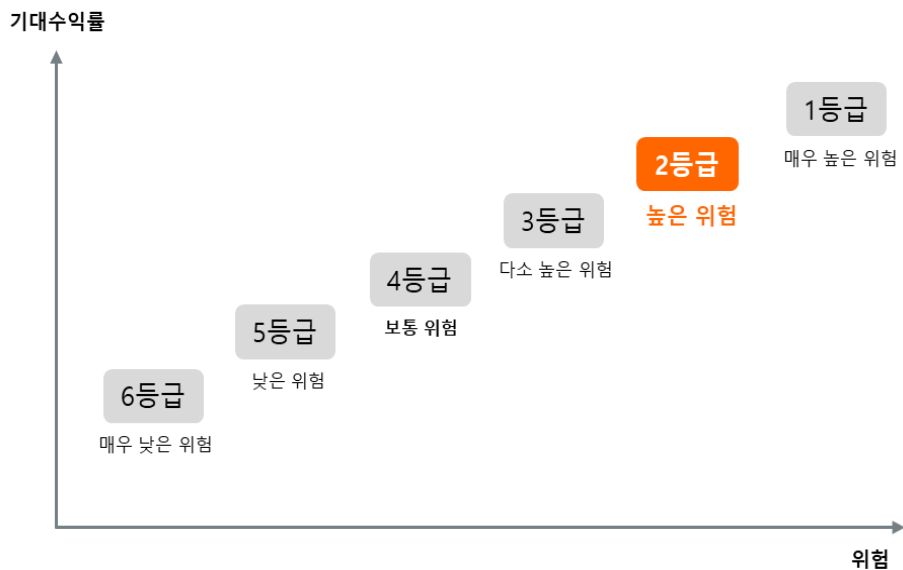 기대수익률
1등급
매우 높은 위험
2등급
높은 위험
3등급
다소 높은 위험
4등급
보통 위험
5등급
낮은 위험
6등급
매우 낮은 위험
위험